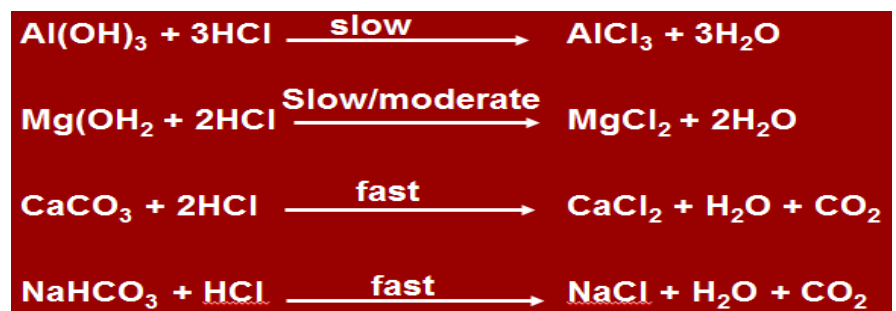 Al(OH)₃ + 3HCl slow AlCl₃ + 3H₂O
Mg(OH₂ + 2HCl Slow/moderate MgCl₂ + 2H₂O
CaCO₃ + 2HCl fast CaCl₂ + H₂O + CO₂
NaHCO₃ + HCl fast NaCl + H₂O + CO₂